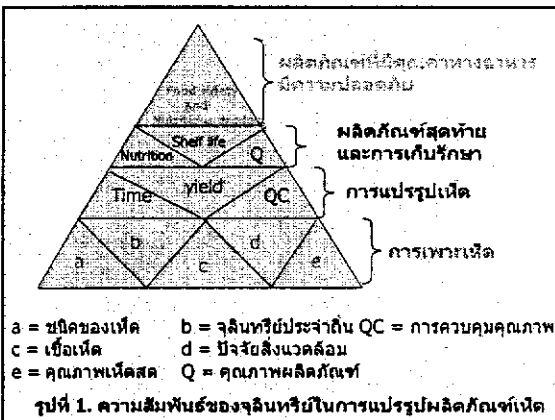 ผลิตภัณฑ์ที่มีคุณค่าทางอาหาร
มีความปลอดภัย
Food safety
and
Shelf life
Nutrition
Q
ผลิตภัณฑ์สุดท้าย
และการเก็บรักษา
Time
yield
QC
การแปรรูปเห็ด
a
b
c
d
e
การเพาะเห็ด
a = ชนิดของเห็ด b = จุลินทรีย์ประจำถิ่น QC = การควบคุมคุณภาพ
c = เชื้อเห็ด d = ปัจจัยสิ่งแวดล้อม
e = คุณภาพเห็ดสด Q = คุณภาพผลิตภัณฑ์
รูปที่ 1. ความสัมพันธ์ของจุลินทรีย์ในการแปรรูปผลิตภัณฑ์เห็ด